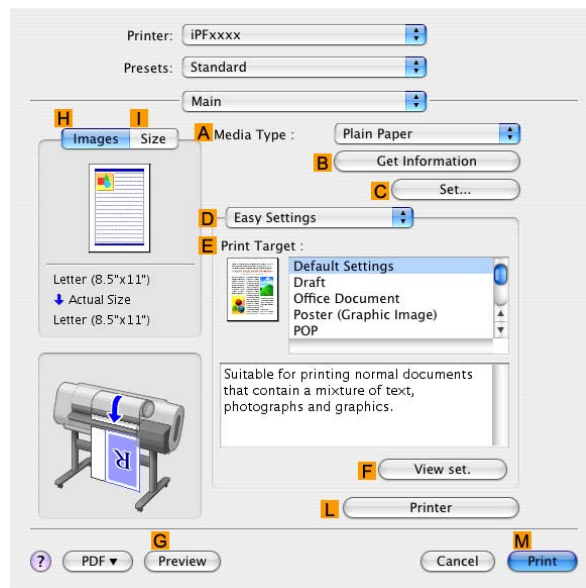 Printer: iPFxxxx
Presets: Standard
Main
H I
Images Size
A Media Type : Plain Paper
B Get Information
C Set...
D Easy Settings
E Print Target :
Default Settings
Draft
Office Document
Poster (Graphic Image)
POP
Letter (8.5"x11")
Actual Size
Letter (8.5"x11")
Suitable for printing normal documents
that contain a mixture of text,
photographs and graphics.
R
F View set.
L Printer
G M
? PDF▼ Preview Cancel Print